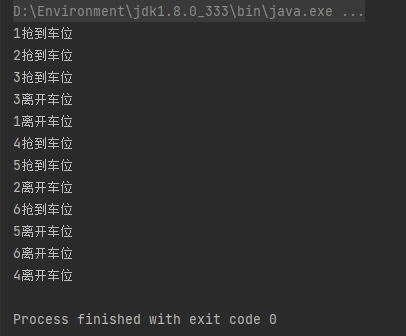 D:\Environment\jdk1.8.0_333\bin\java.exe ...
1抢到车位
2抢到车位
3抢到车位
3离开车位
1离开车位
4抢到车位
5抢到车位
2离开车位
6抢到车位
5离开车位
6离开车位
4离开车位
Process finished with exit code 0